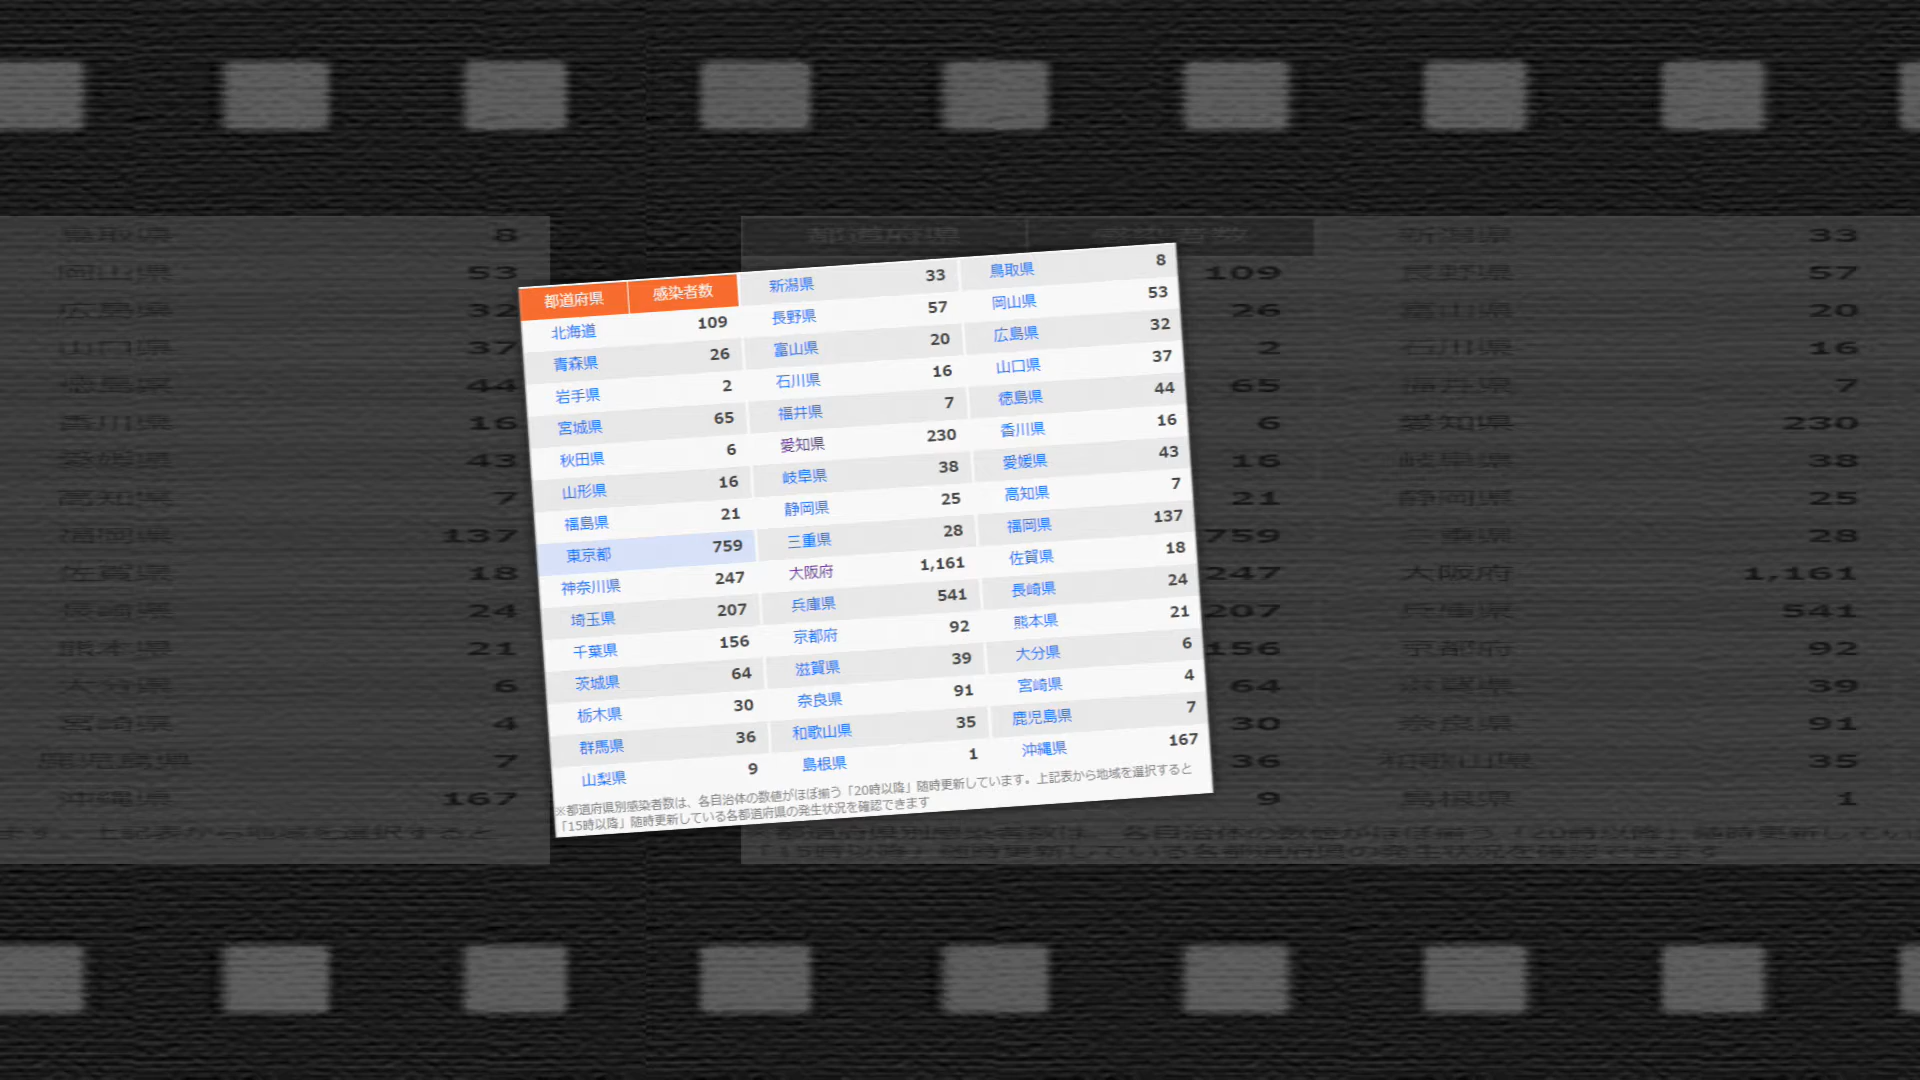 都道府県 感染者数
北海道 109
青森県 26
岩手県 2
宮城県 65
秋田県 6
山形県 16
福島県 21
東京都 759
神奈川県 247
埼玉県 207
千葉県 156
茨城県 64
栃木県 30
群馬県 36
山梨県 9
新潟県 33
長野県 57
富山県 20
石川県 16
福井県 7
愛知県 230
岐阜県 38
静岡県 25
三重県 28
大阪府 1,161
兵庫県 541
京都府 92
滋賀県 39
奈良県 91
和歌山県 35
島根県 1
鳥取県 8
岡山県 53
広島県 32
山口県 37
徳島県 44
香川県 16
愛媛県 43
高知県 7
福岡県 137
佐賀県 18
長崎県 24
熊本県 21
大分県 6
宮崎県 4
鹿児島県 7
沖縄県 167
※都道府県別感染者数は、各自治体の数値がほぼ揃う「20時以降」随時更新しています。上記表から地域を選択すると
「15時以降」随時更新している各都道府県の発生状況を確認できます